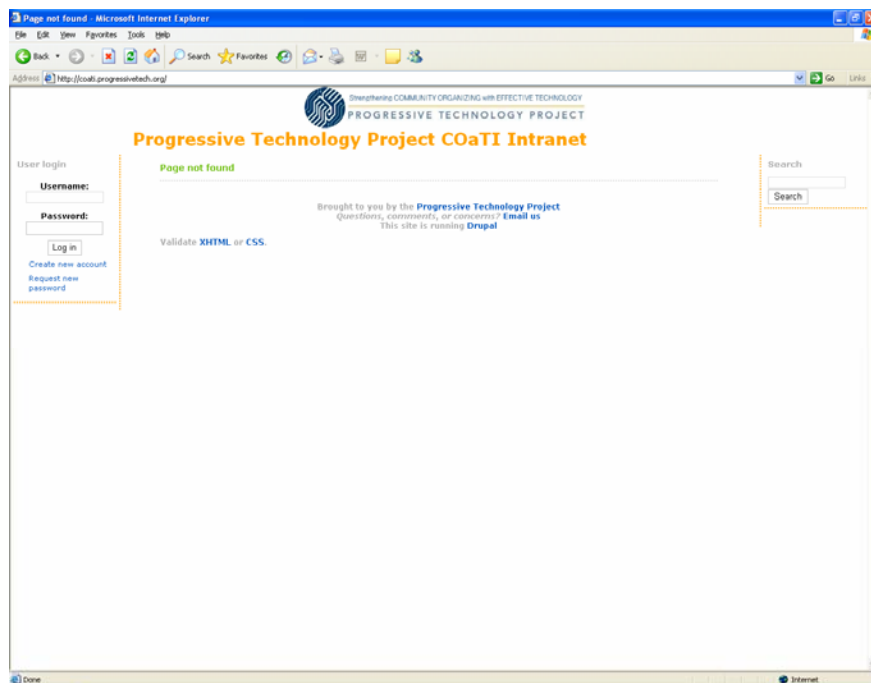 Page not found - Microsoft Internet Explorer
File Edit View Favorites Tools Help
Back Search Favorites
Address http://coati.progressivetech.org/ Go Links
Strengthening COMMUNITY ORGANIZING with EFFECTIVE TECHNOLOGY
PROGRESSIVE TECHNOLOGY PROJECT
Progressive Technology Project COaTI Intranet
User login
Username:
Password:
Log in
Create new account
Request new
password
Page not found
Brought to you by the Progressive Technology Project
Questions, comments, or concerns? Email us
This site is running Drupal
Validate XHTML or CSS.
Search
Search
Done Internet